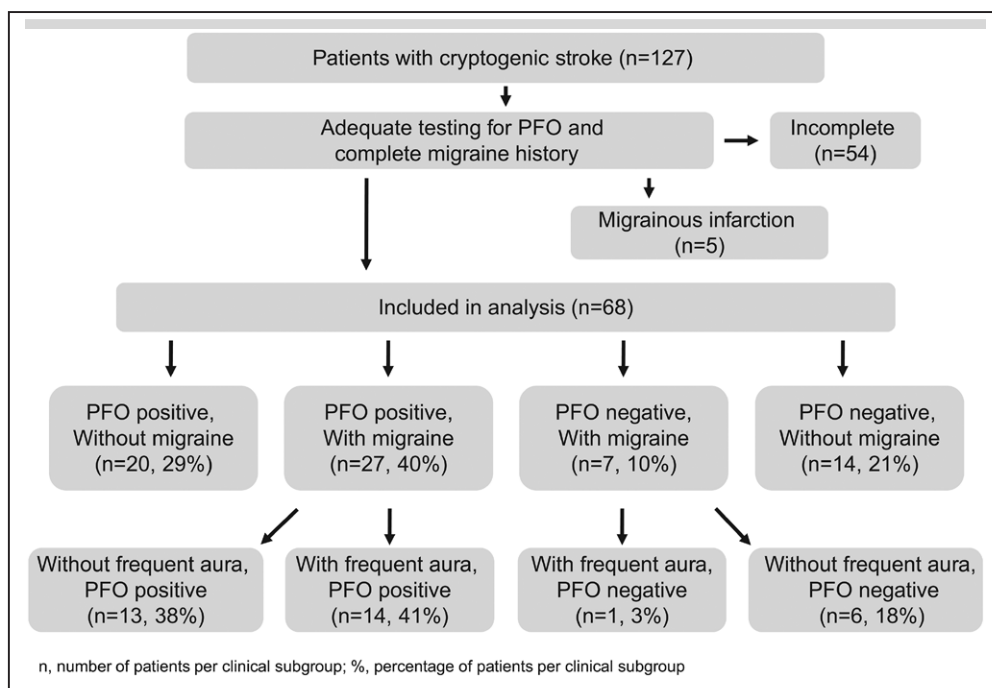 Patients with cryptogenic stroke (n=127)
Adequate testing for PFO and
complete migraine history
Incomplete
(n=54)
Migrainous infarction
(n=5)
Included in analysis (n=68)
PFO positive,
Without migraine
(n=20, 29%)
PFO positive,
With migraine
(n=27, 40%)
PFO negative,
With migraine
(n=7, 10%)
PFO negative,
Without migraine
(n=14, 21%)
Without frequent aura,
PFO positive
(n=13, 38%)
With frequent aura,
PFO positive
(n=14, 41%)
With frequent aura,
PFO negative
(n=1, 3%)
Without frequent aura,
PFO negative
(n=6, 18%)
n, number of patients per clinical subgroup; %, percentage of patients per clinical subgroup